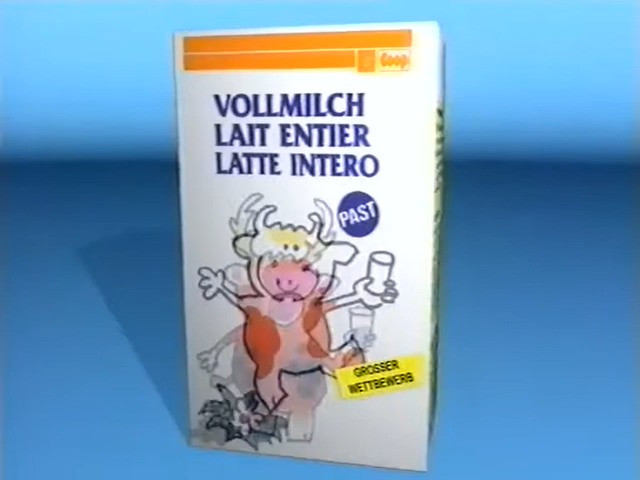 Coop
VOLLMILCH
LAIT ENTIER
LATTE INTERO
PAST
GROSSER
WETTBEWERB